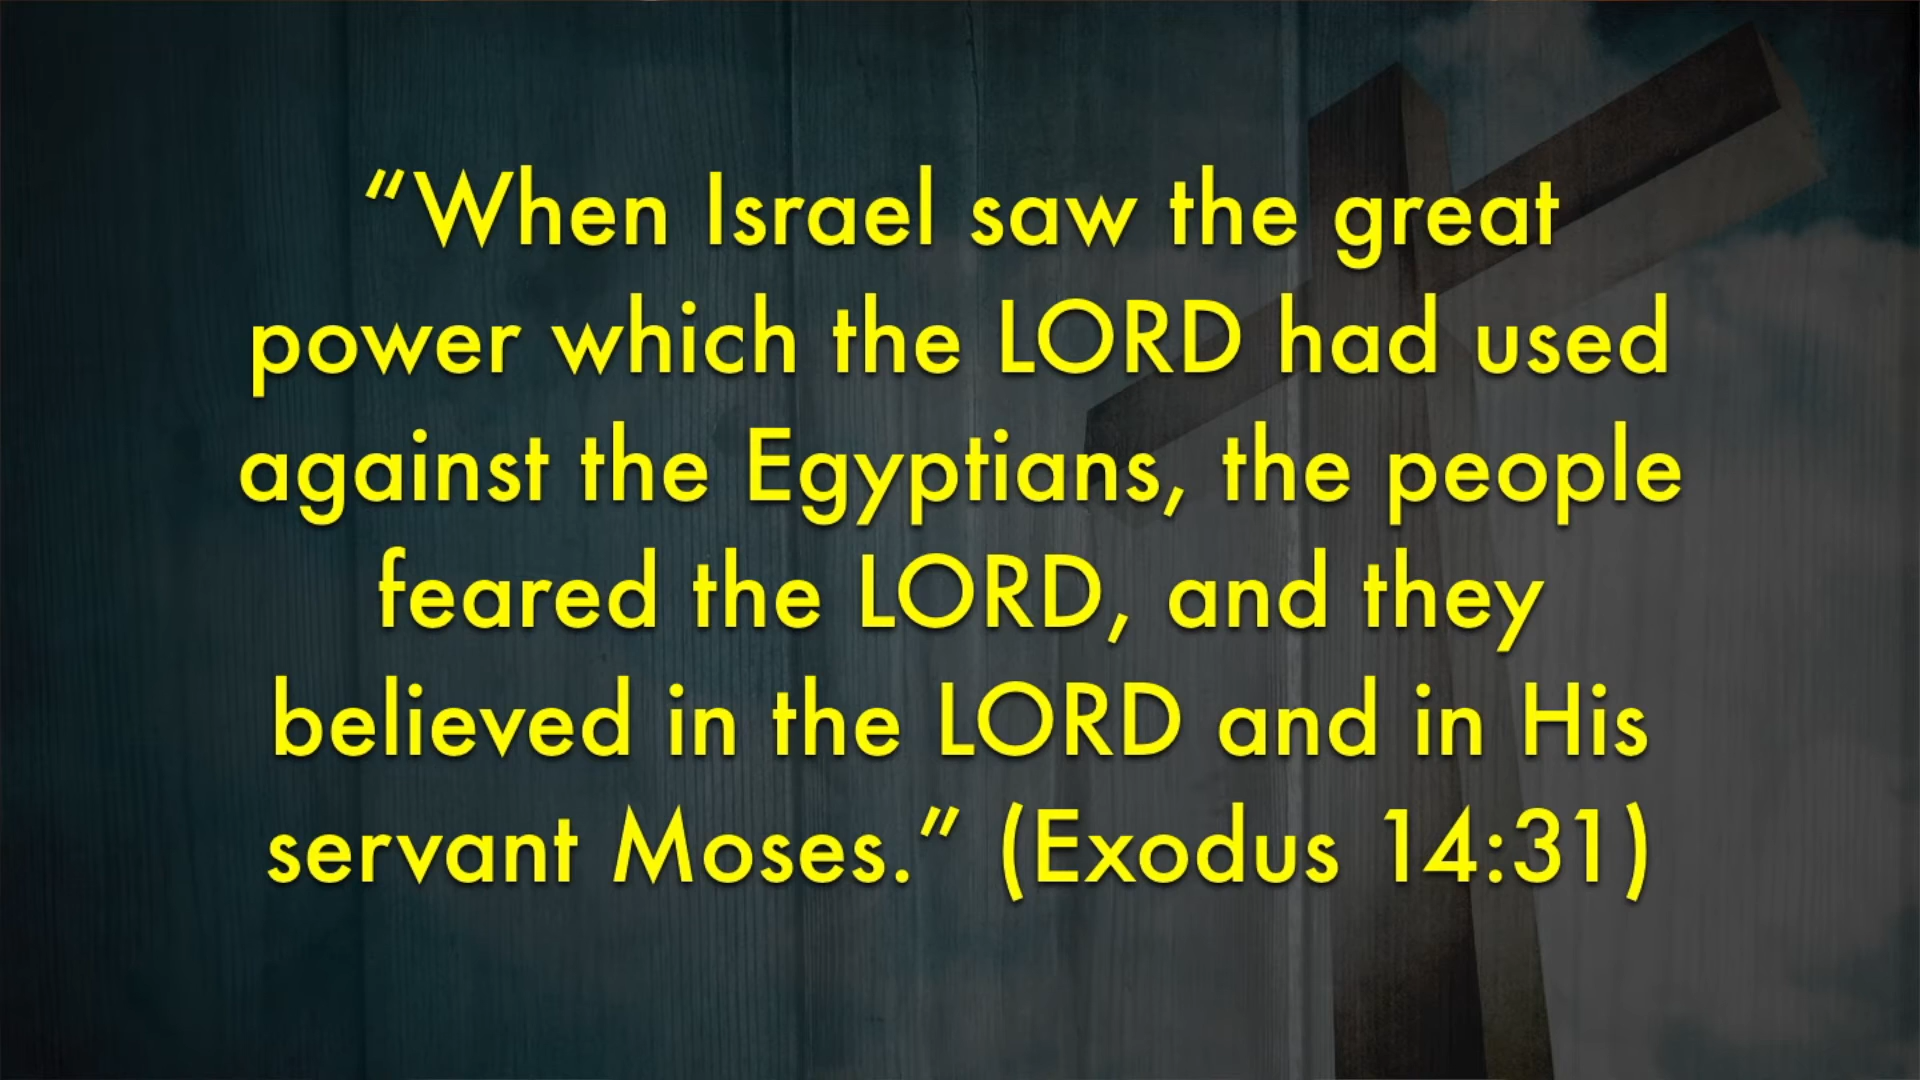 “When Israel saw the great
power which the LORD had used
against the Egyptians, the people
feared the LORD, and they
believed in the LORD and in His
servant Moses.” (Exodus 14:31)